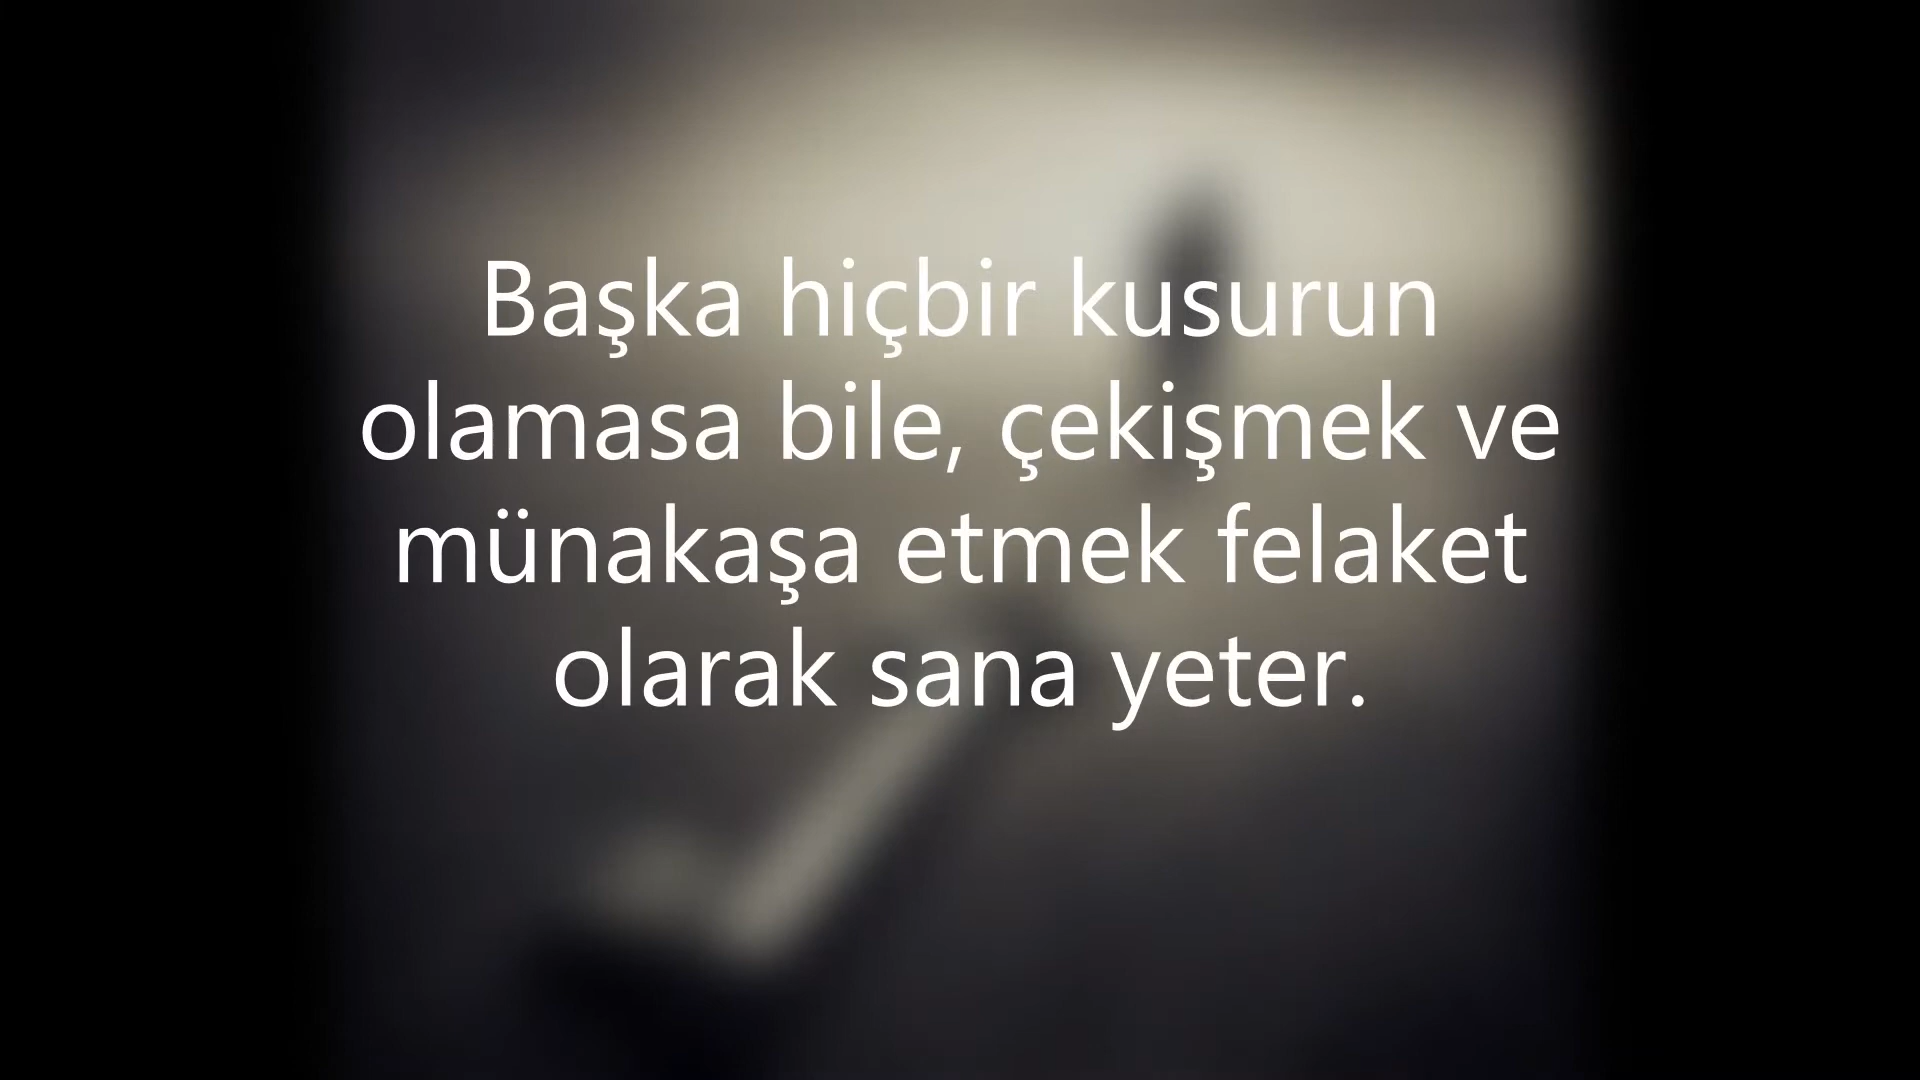 Başka hiçbir kusurun
olamasa bile, çekişmek ve
münakaşa etmek felaket
olarak sana yeter.